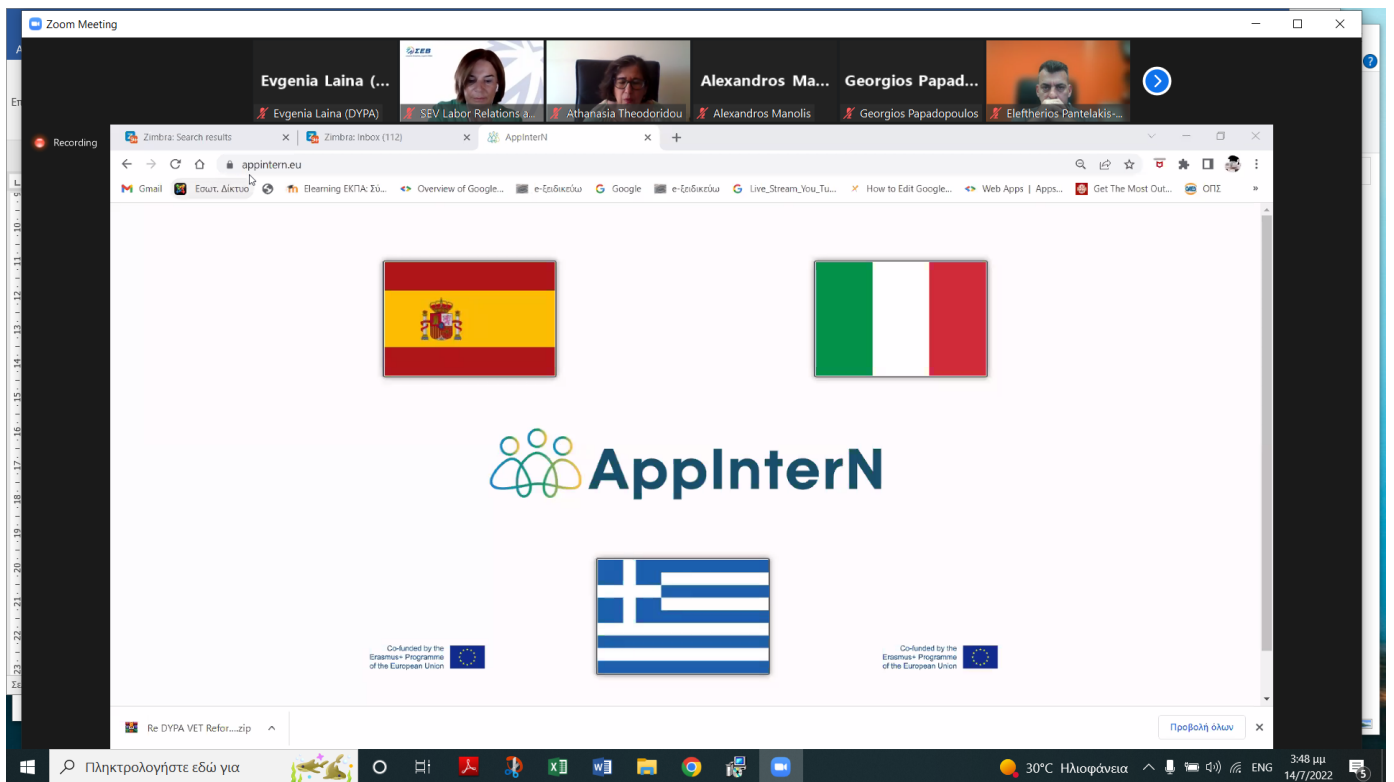 Zoom Meeting
ΣΕΒ
Evgenia Laina (...
Alexandros Ma...
Georgios Papad...
Evgenia Laina (DYPA)
SEV Labor Relations a...
Athanasia Theodoridou
Alexandros Manolis
Georgios Papadopoulos
Eleftherios Pantelakis-...
Recording
Zimbra: Search results
Zimbra: Inbox (112)
AppInterN
appintern.eu
Gmail
Εσωτ. Δίκτυο
Elearning ΕΚΠΑ: Σύ...
Overview of Google...
e-ξειδικεύω
Google
e-ξειδικεύω
Live_Stream_You_Tu...
How to Edit Google...
Web Apps | Apps...
Get The Most Out...
ΟΠΣ
»
AppInterN
Co-funded by the
Erasmus+ Programme
of the European Union
Co-funded by the
Erasmus+ Programme
of the European Union
Re DYPA VET Refor....zip
Προβολή όλων
Πληκτρολογήστε εδώ για
30°C Ηλιοφάνεια
ENG
3:48 μμ
14/7/2022
5